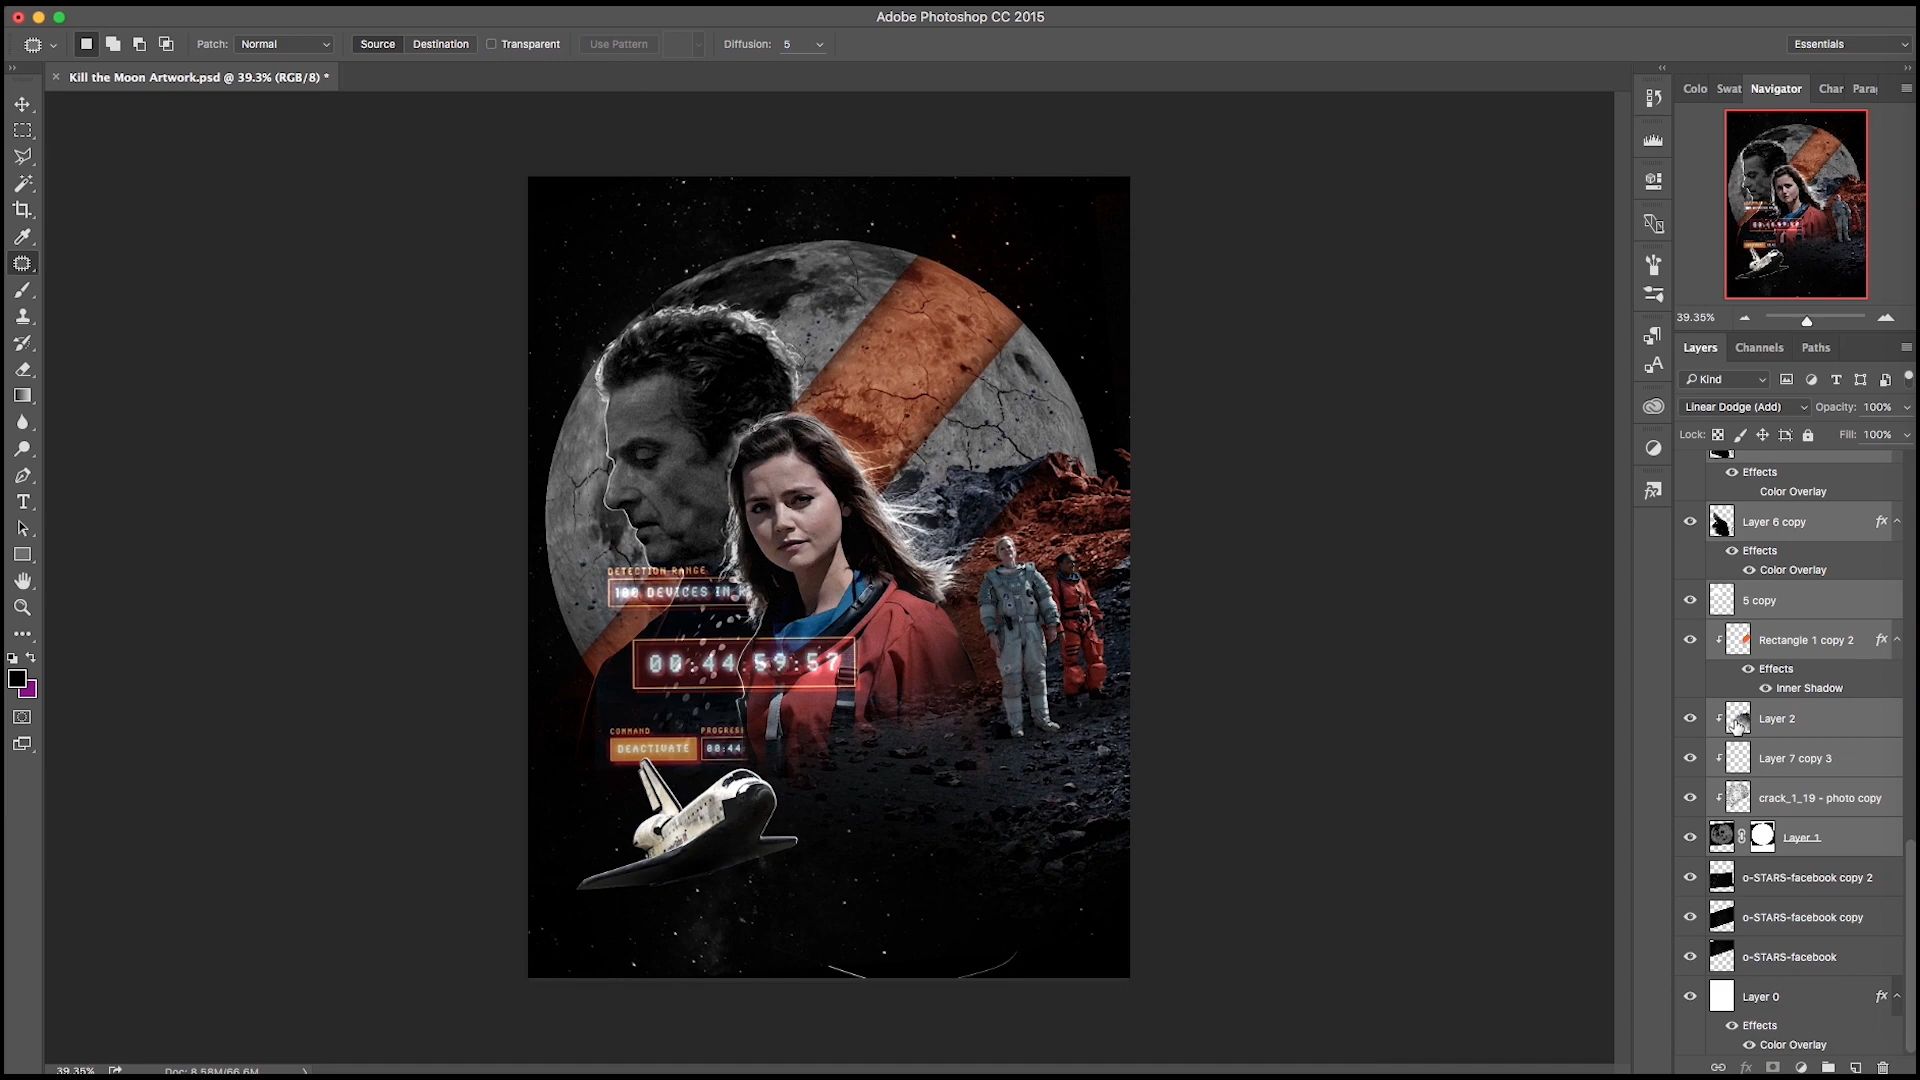 Adobe Photoshop CC 2015
Patch: Normal Source Destination Transparent Use Pattern Diffusion: 5 Essentials
Kill the Moon Artwork.psd @ 39.3% (RGB/8) *
Colo Swat Navigator Char Para
39.35%
Layers Channels Paths
Kind
Linear Dodge (Add) Opacity: 100%
Lock: Fill: 100%
Effects
Color Overlay
Layer 6 copy fx
Effects
Color Overlay
5 copy
Rectangle 1 copy 2 fx
Effects
Inner Shadow
Layer 2
Layer 7 copy 3
crack_1_19 - photo copy
Layer 1
o-STARS-facebook copy 2
o-STARS-facebook copy
o-STARS-facebook
Layer 0 fx
Effects
Color Overlay
DETECTION RANGE
100 DEVICES IN R
00:44:59:57
COMMAND PROGRESS
DEACTIVATE 00:44
39.35% Doc: 8.58M/66.6M